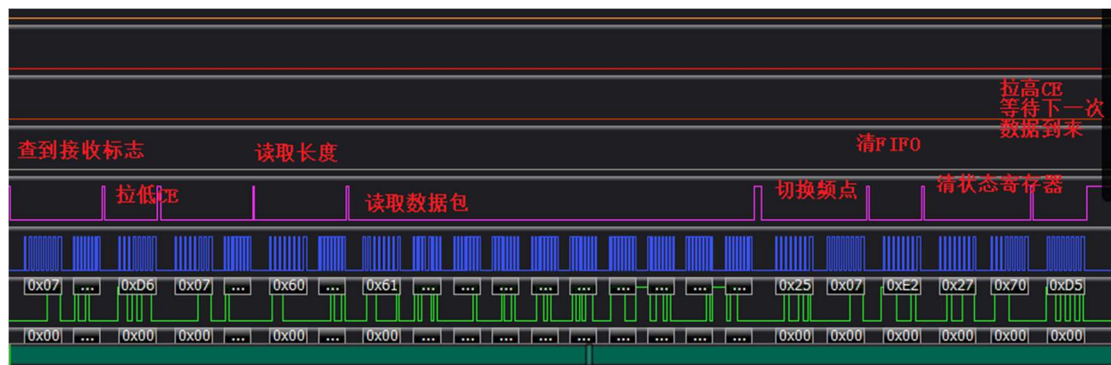 拉高CE
等待下一次
数据到来
查到接收标志
读取长度
清FIFO
拉低CE
读取数据包
切换频点
清状态寄存器
0x07 ... 0xD6 0x07 ... 0x60 ... 0x61 ... ... ... ... ... ... ... ... ... 0x25 0x07 0xE2 0x27 0x70 0xD5
0x00 ... 0x00 0x00 ... 0x00 ... 0x00 ... ... ... ... ... ... ... ... ... 0x00 0x00 0x00 0x00 0x00 0x00